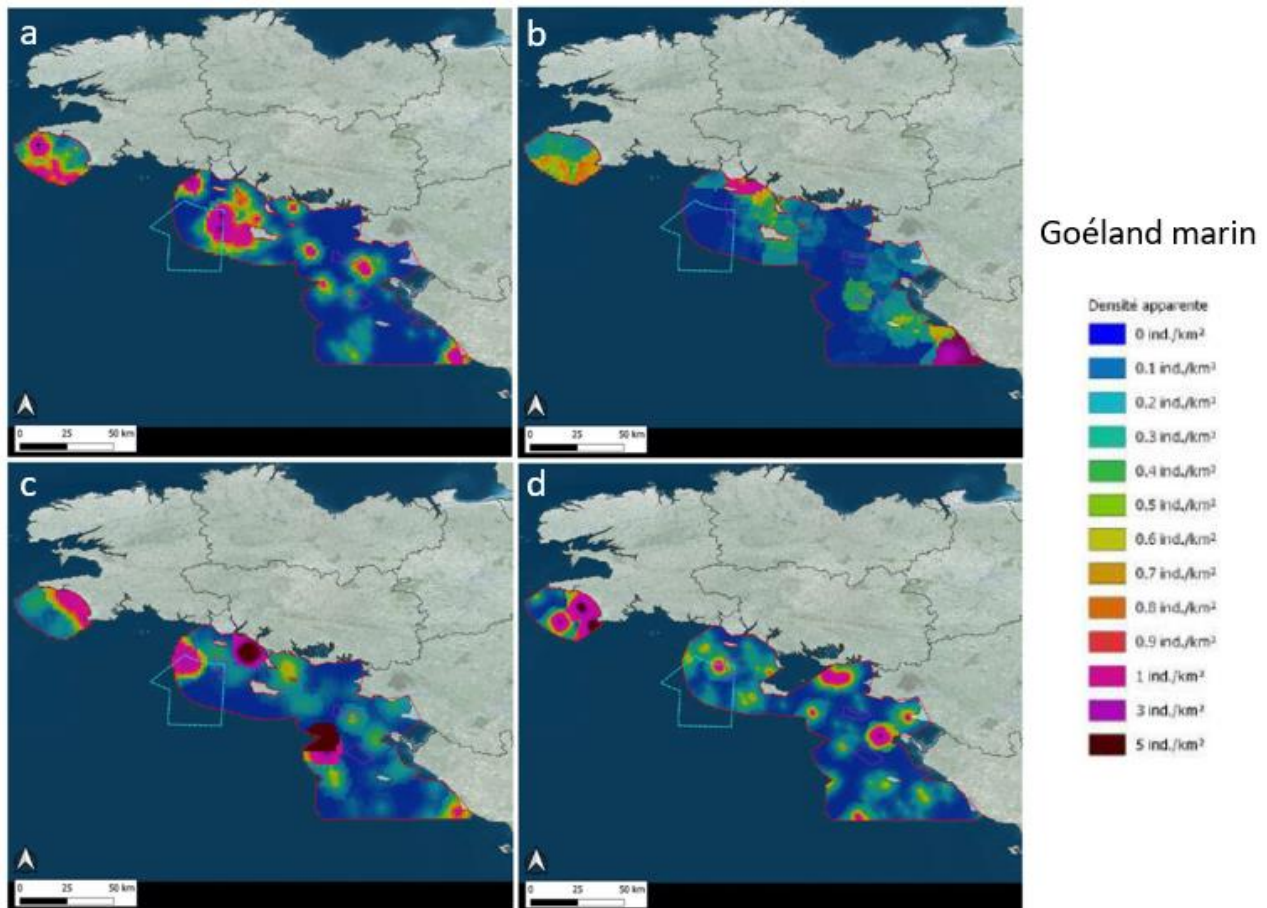 a
b
0 25 50 km
0 25 50 km
c
d
0 25 50 km
0 25 50 km
Goéland marin
Densité apparente
0 ind./km²
0.1 ind./km²
0.2 ind./km²
0.3 ind./km²
0.4 ind./km²
0.5 ind./km²
0.6 ind./km²
0.7 ind./km²
0.8 ind./km²
0.9 ind./km²
1 ind./km²
3 ind./km²
5 ind./km²